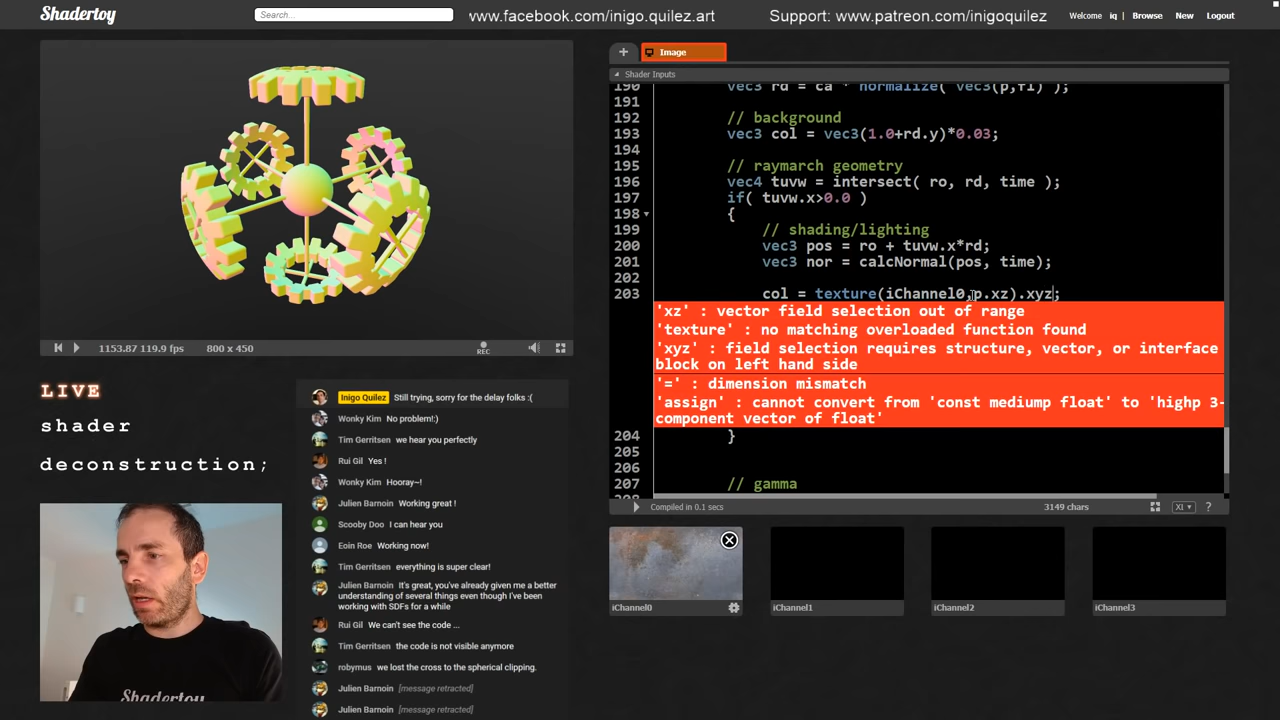 Shadertoy
Search...
www.facebook.com/inigo.quilez.art
Support: www.patreon.com/inigoquilez
Welcome iq | Browse New Logout
+ Image
Shader Inputs
190 vec3 rd = ca * normalize( vec3(p,fl) );
191
192 // background
193 vec3 col = vec3(1.0+rd.y)*0.03;
194
195 // raymarch geometry
196 vec4 tuvw = intersect( ro, rd, time );
197 if( tuvw.x>0.0 )
198 {
199 // shading/lighting
200 vec3 pos = ro + tuvw.x*rd;
201 vec3 nor = calcNormal(pos, time);
202
203 col = texture(iChannel0,p.xz).xyz;
'xz' : vector field selection out of range
'texture' : no matching overloaded function found
'xyz' : field selection requires structure, vector, or interface
block on left hand side
'=' : dimension mismatch
'assign' : cannot convert from 'const mediump float' to 'highp 3-
component vector of float'
204 }
205
206
207 // gamma
208
Compiled in 0.1 secs
3149 chars
X1
?
iChannel0
iChannel1
iChannel2
iChannel3
1153.87 119.9 fps
800 x 450
REC
LIVE
shader
deconstruction;
Inigo Quilez Still trying, sorry for the delay folks :(
Wonky Kim No problem!:)
Tim Gerritsen we hear you perfectly
Rui Gil Yes !
Wonky Kim Hooray~!
Julien Barnoin Working great !
Scooby Doo I can hear you
Eoin Roe Working now!
Tim Gerritsen everything is super clear!
Julien Barnoin It's great, you've already given me a better
understanding of several things even though I've been
working with SDFs for a while
Rui Gil We can't see the code ...
Tim Gerritsen the code is not visible anymore
robymus we lost the cross to the spherical clipping.
Julien Barnoin [message retracted]
Julien Barnoin [message retracted]
Shadertoy